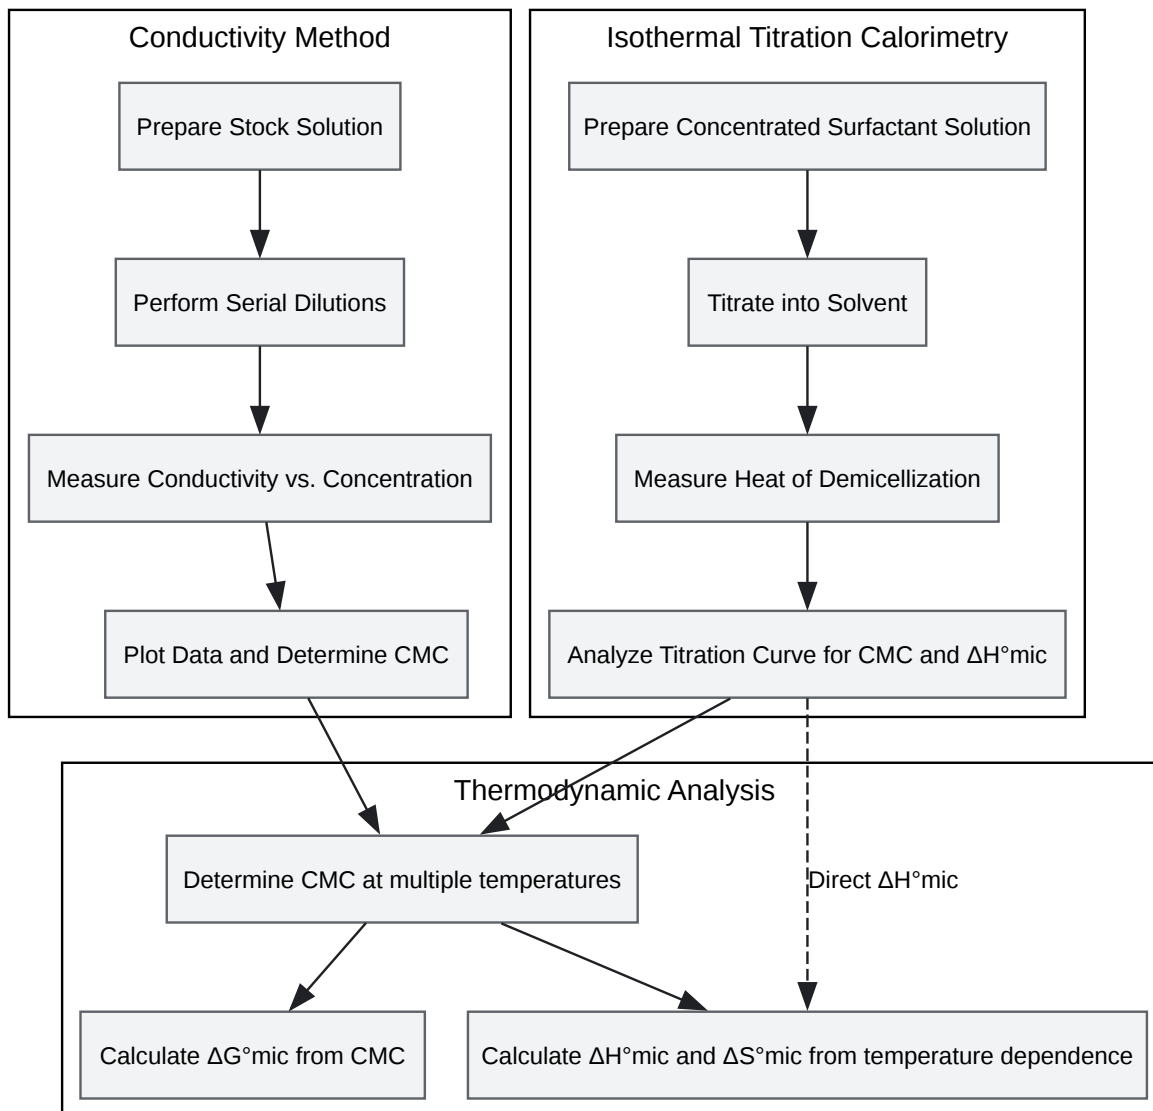 Conductivity Method
Prepare Stock Solution
Perform Serial Dilutions
Measure Conductivity vs. Concentration
Plot Data and Determine CMC
Isothermal Titration Calorimetry
Prepare Concentrated Surfactant Solution
Titrate into Solvent
Measure Heat of Demicellization
Analyze Titration Curve for CMC and ΔH°mic
Thermodynamic Analysis
Determine CMC at multiple temperatures
Direct ΔH°mic
Calculate ΔG°mic from CMC
Calculate ΔH°mic and ΔS°mic from temperature dependence